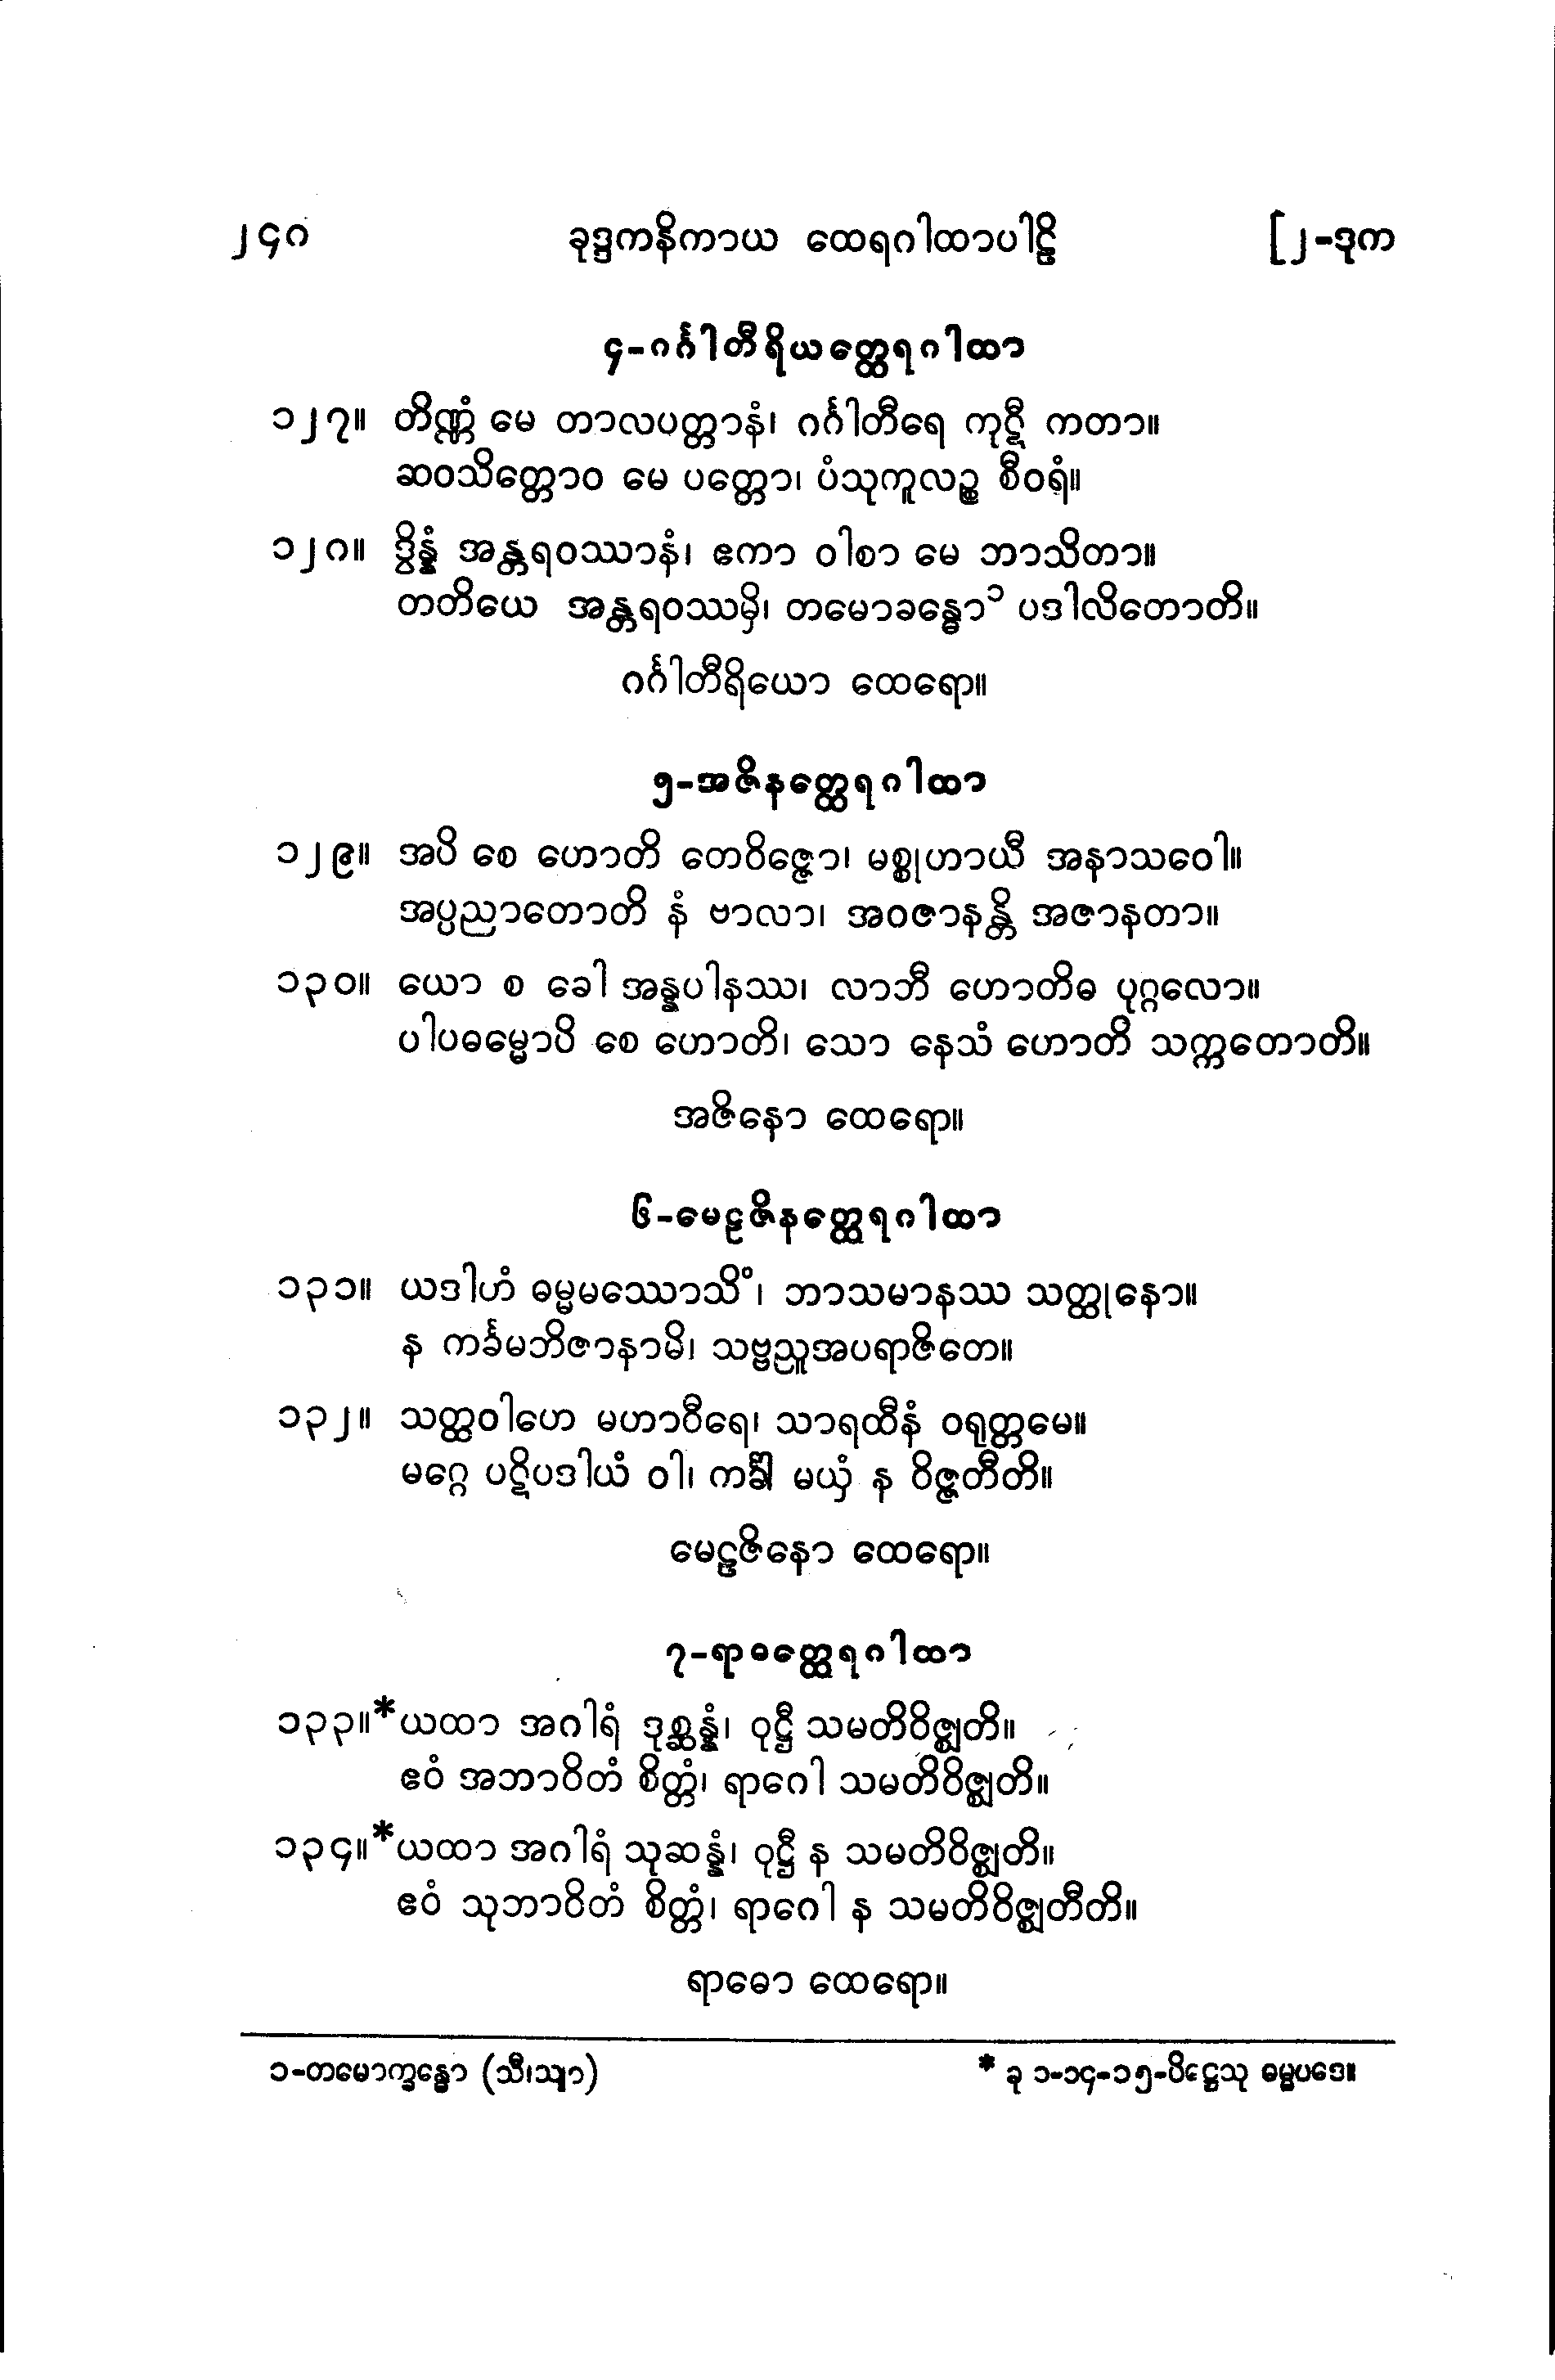 ၂၄၈ ခုဒ္ဒကနိကာယ ထေရဂါထာပါဠိ [၂-ဒုက
၄-ဂင်္ဂါတီရိယတ္ထေရဂါထာ
၁၂၇။ တိဏ္ဏံ မေ တာလပတ္တာနံ၊ ဂင်္ဂါတီရေ ကုဋီ ကတာ။
ဆဝသိတ္တောဝ မေ ပတ္တော၊ ပံသုကူလဉ္စ စီဝရံ။
၁၂၈။ ဒွိန္နံ အန္တရဝဿာနံ၊ ဧကာ ဝါစာ မေ ဘာသိတာ။
တတိယေ အန္တရဝဿမှိ၊ တမောခန္ဓော၁ ပဒါလိတောတိ။
ဂင်္ဂါတီရိယော ထေရော။
၅-အဇိနတ္ထေရဂါထာ
၁၂၉။ အပိ စေ ဟောတိ တေဝိဇ္ဇော၊ မစ္စုဟာယီ အနာသဝေါ။
အပ္ပညာတောတိ နံ ဗာလာ၊ အဝဇာနန္တိ အဇာနတာ။
၁၃၀။ ယော စ ခေါ အန္နပါနဿ၊ လာဘီ ဟောတိဓ ပုဂ္ဂလော။
ပါပဓမ္မောပိ စေ ဟောတိ၊ သော နေသံ ဟောတိ သက္ကတောတိ။
အဇိနော ထေရော။
၆-မေဠဇိနတ္ထေရဂါထာ
၁၃၁။ ယဒါဟံ ဓမ္မမဿောသိံ၊ ဘာသမာနဿ သတ္ထုနော။
န ကင်္ခမဘိဇာနာမိ၊ သဗ္ဗညူအပရာဇိတေ။
၁၃၂။ သတ္ထဝါဟေ မဟာဝီရေ၊ သာရထီနံ ဝရုတ္တမေ။
မဂ္ဂေ ပဋိပဒါယံ ဝါ၊ ကင်္ခါ မယှံ န ဝိဇ္ဇတီတိ။
မေဠဇိနော ထေရော။
၇-ရာဓတ္ထေရဂါထာ
၁၃၃။*ယထာ အဂါရံ ဒုစ္ဆန္နံ၊ ဝုဋ္ဌီ သမတိဝိဇ္ဈတိ။
ဧဝံ အဘာဝိတံ စိတ္တံ၊ ရာဂေါ သမတိဝိဇ္ဈတိ။
၁၃၄။*ယထာ အဂါရံ သုဆန္နံ၊ ဝုဋ္ဌီ န သမတိဝိဇ္ဈတိ။
ဧဝံ သုဘာဝိတံ စိတ္တံ၊ ရာဂေါ န သမတိဝိဇ္ဈတီတိ။
ရာဓော ထေရော။
၁-တမောက္ခန္ဓော (သီ၊သျာ) * ခု ၁-၁၄-၁၅-ပိဋ္ဌေသု ဓမ္မပဒေ။